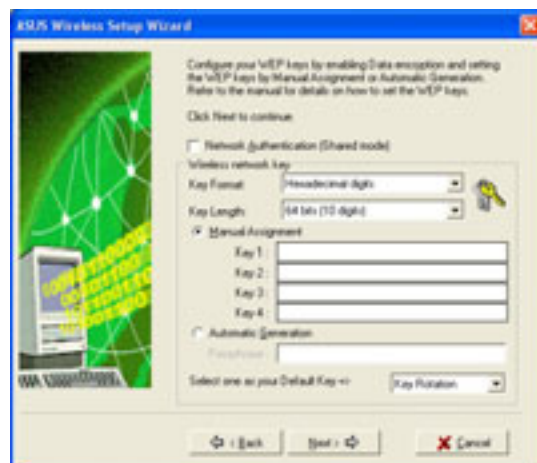 ASUS Wireless Setup Wizard
Configure your WEP keys by enabling Data encryption and setting
the WEP keys by Manual Assignment or Automatic Generation.
Refer to the manual for details on how to set the WEP keys.
Click Next to continue.
Network Authentication (Shared mode)
Wireless network key
Key Format: Hexadecimal digits
Key Length: 64 bits (10 digits)
Manual Assignment
Key 1 :
Key 2 :
Key 3 :
Key 4 :
Automatic Generation
Passphrase :
Select one as your Default Key => Key Rotation
< Back Next > Cancel